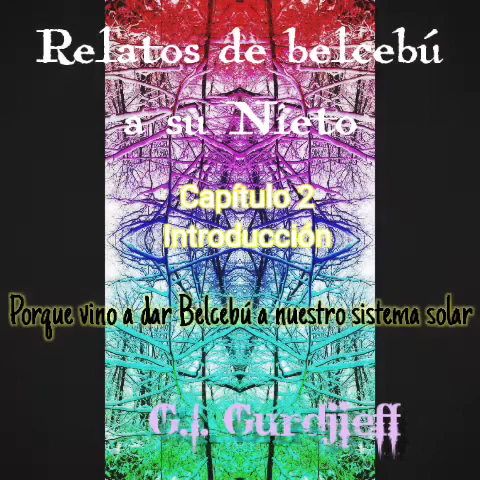 Relatos de belcebú
a su Nieto
Capítulo 2
Introducción
Porque vino a dar Belcebú a nuestro sistema solar
G.I. Gurdjieff